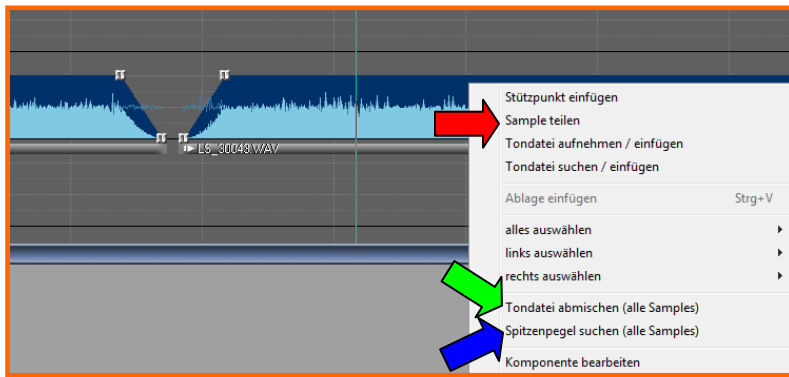 LS_30043.WAV
Stützpunkt einfügen
Sample teilen
Tondatei aufnehmen / einfügen
Tondatei suchen / einfügen
Ablage einfügen Strg+V
alles auswählen
links auswählen
rechts auswählen
Tondatei abmischen (alle Samples)
Spitzenpegel suchen (alle Samples)
Komponente bearbeiten